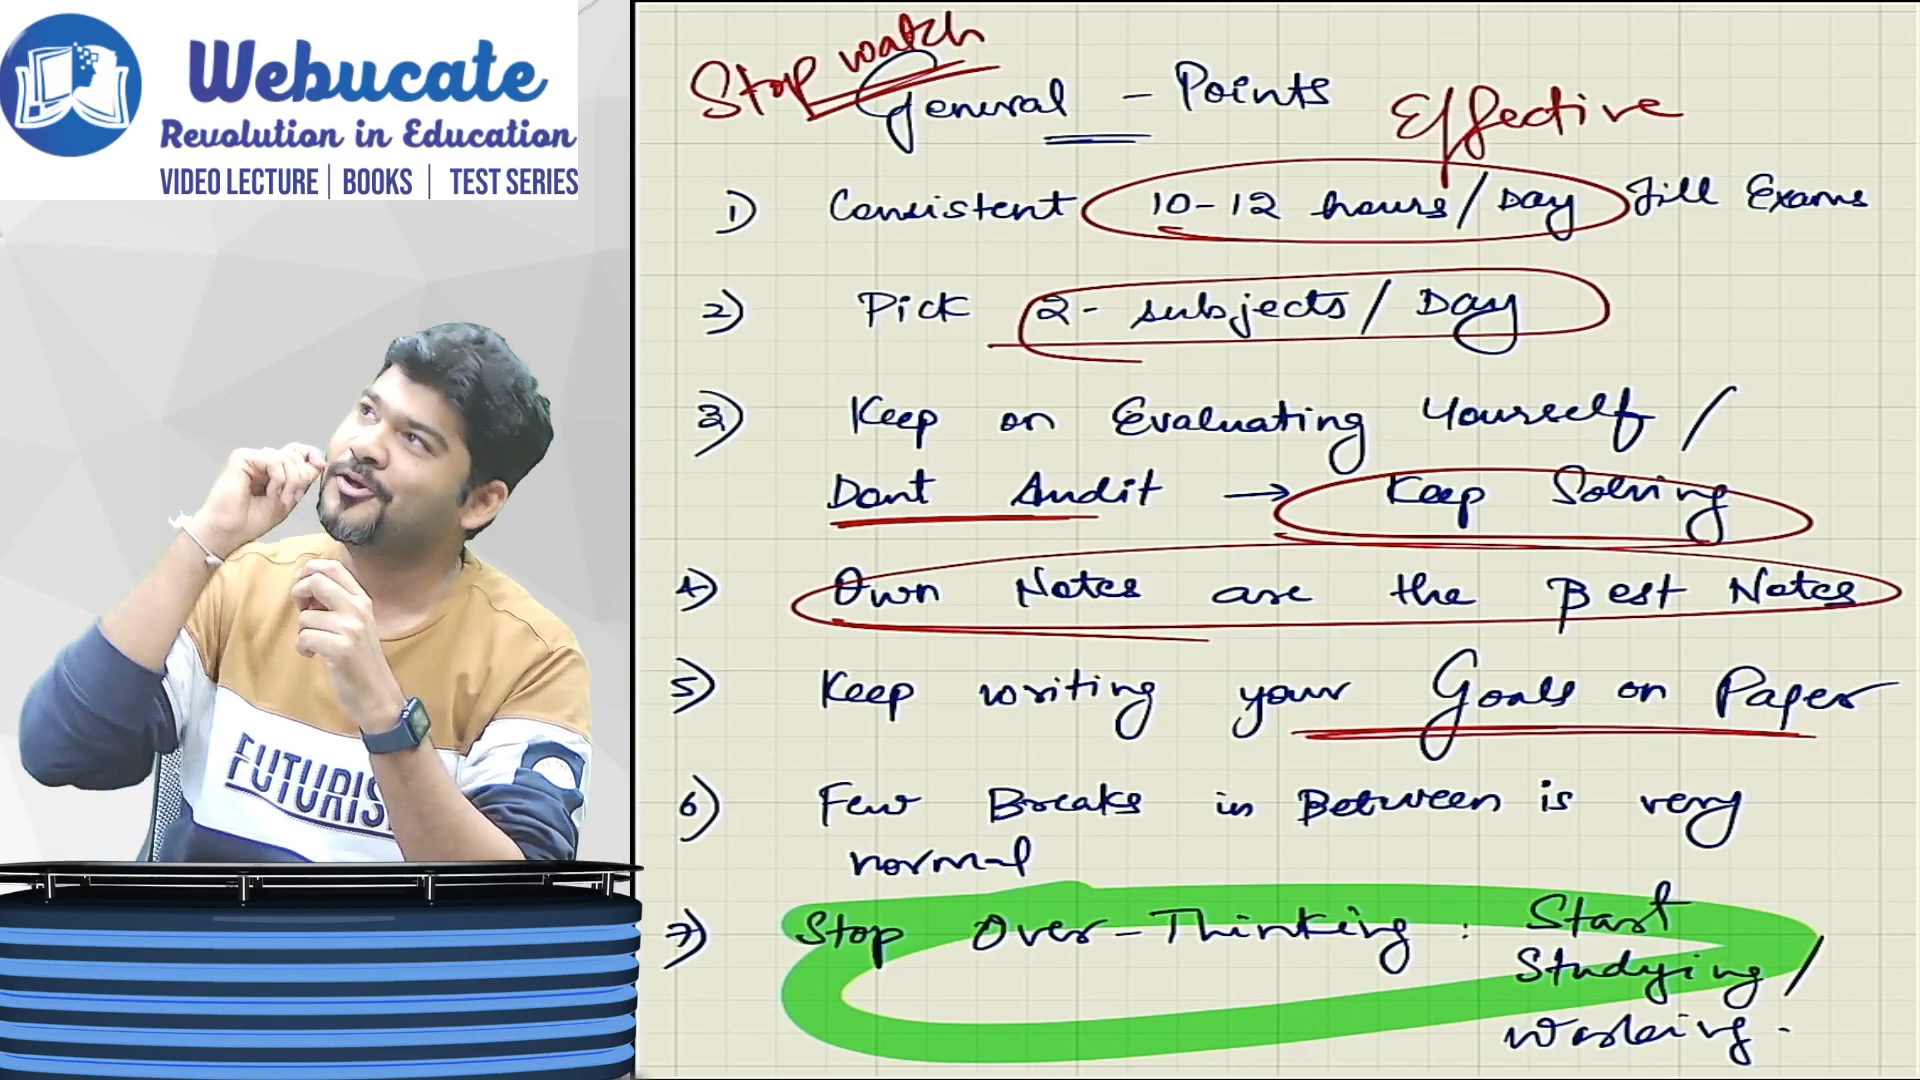 Webucate
Revolution in Education
VIDEO LECTURE | BOOKS | TEST SERIES
FUTURIS
Stop watch
General - Points Effective
1) Consistent 10-12 hours/Day Till Exams
2) Pick 2- subjects / Day
3) Keep on Evaluating Yourself /
Dont Audit → Keep Solving
4) Own Notes are the Best Notes
5) Keep writing your Goals on Paper
6) Few Breaks in Between is very
normal
7) Stop Over-Thinking : Start
Studying /
working.